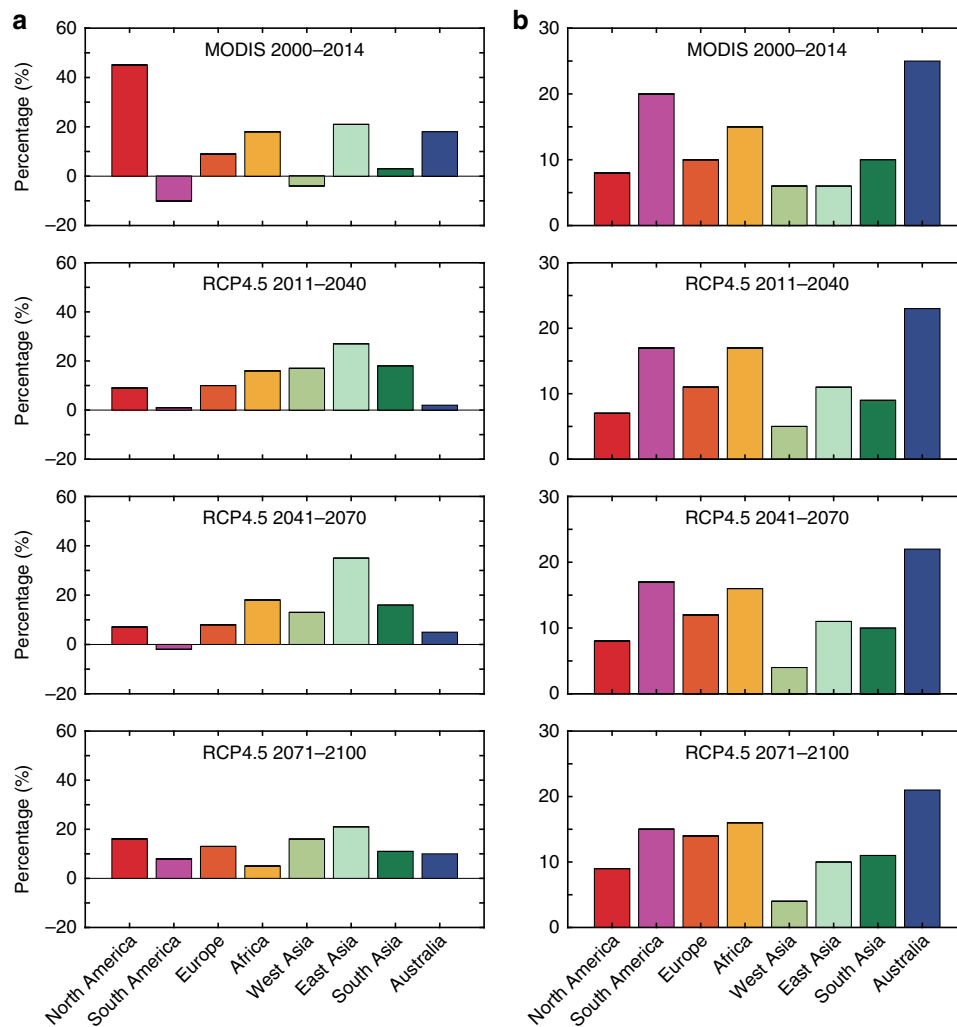 a
60
40
20
0
−20
Percentage (%)
MODIS 2000–2014
60
40
20
0
−20
Percentage (%)
RCP4.5 2011–2040
60
40
20
0
−20
Percentage (%)
RCP4.5 2041–2070
60
40
20
0
−20
Percentage (%)
RCP4.5 2071–2100
North America
South America
Europe
Africa
West Asia
East Asia
South Asia
Australia
b
30
20
10
0
MODIS 2000–2014
30
20
10
0
RCP4.5 2011–2040
30
20
10
0
RCP4.5 2041–2070
30
20
10
0
RCP4.5 2071–2100
North America
South America
Europe
Africa
West Asia
East Asia
South Asia
Australia